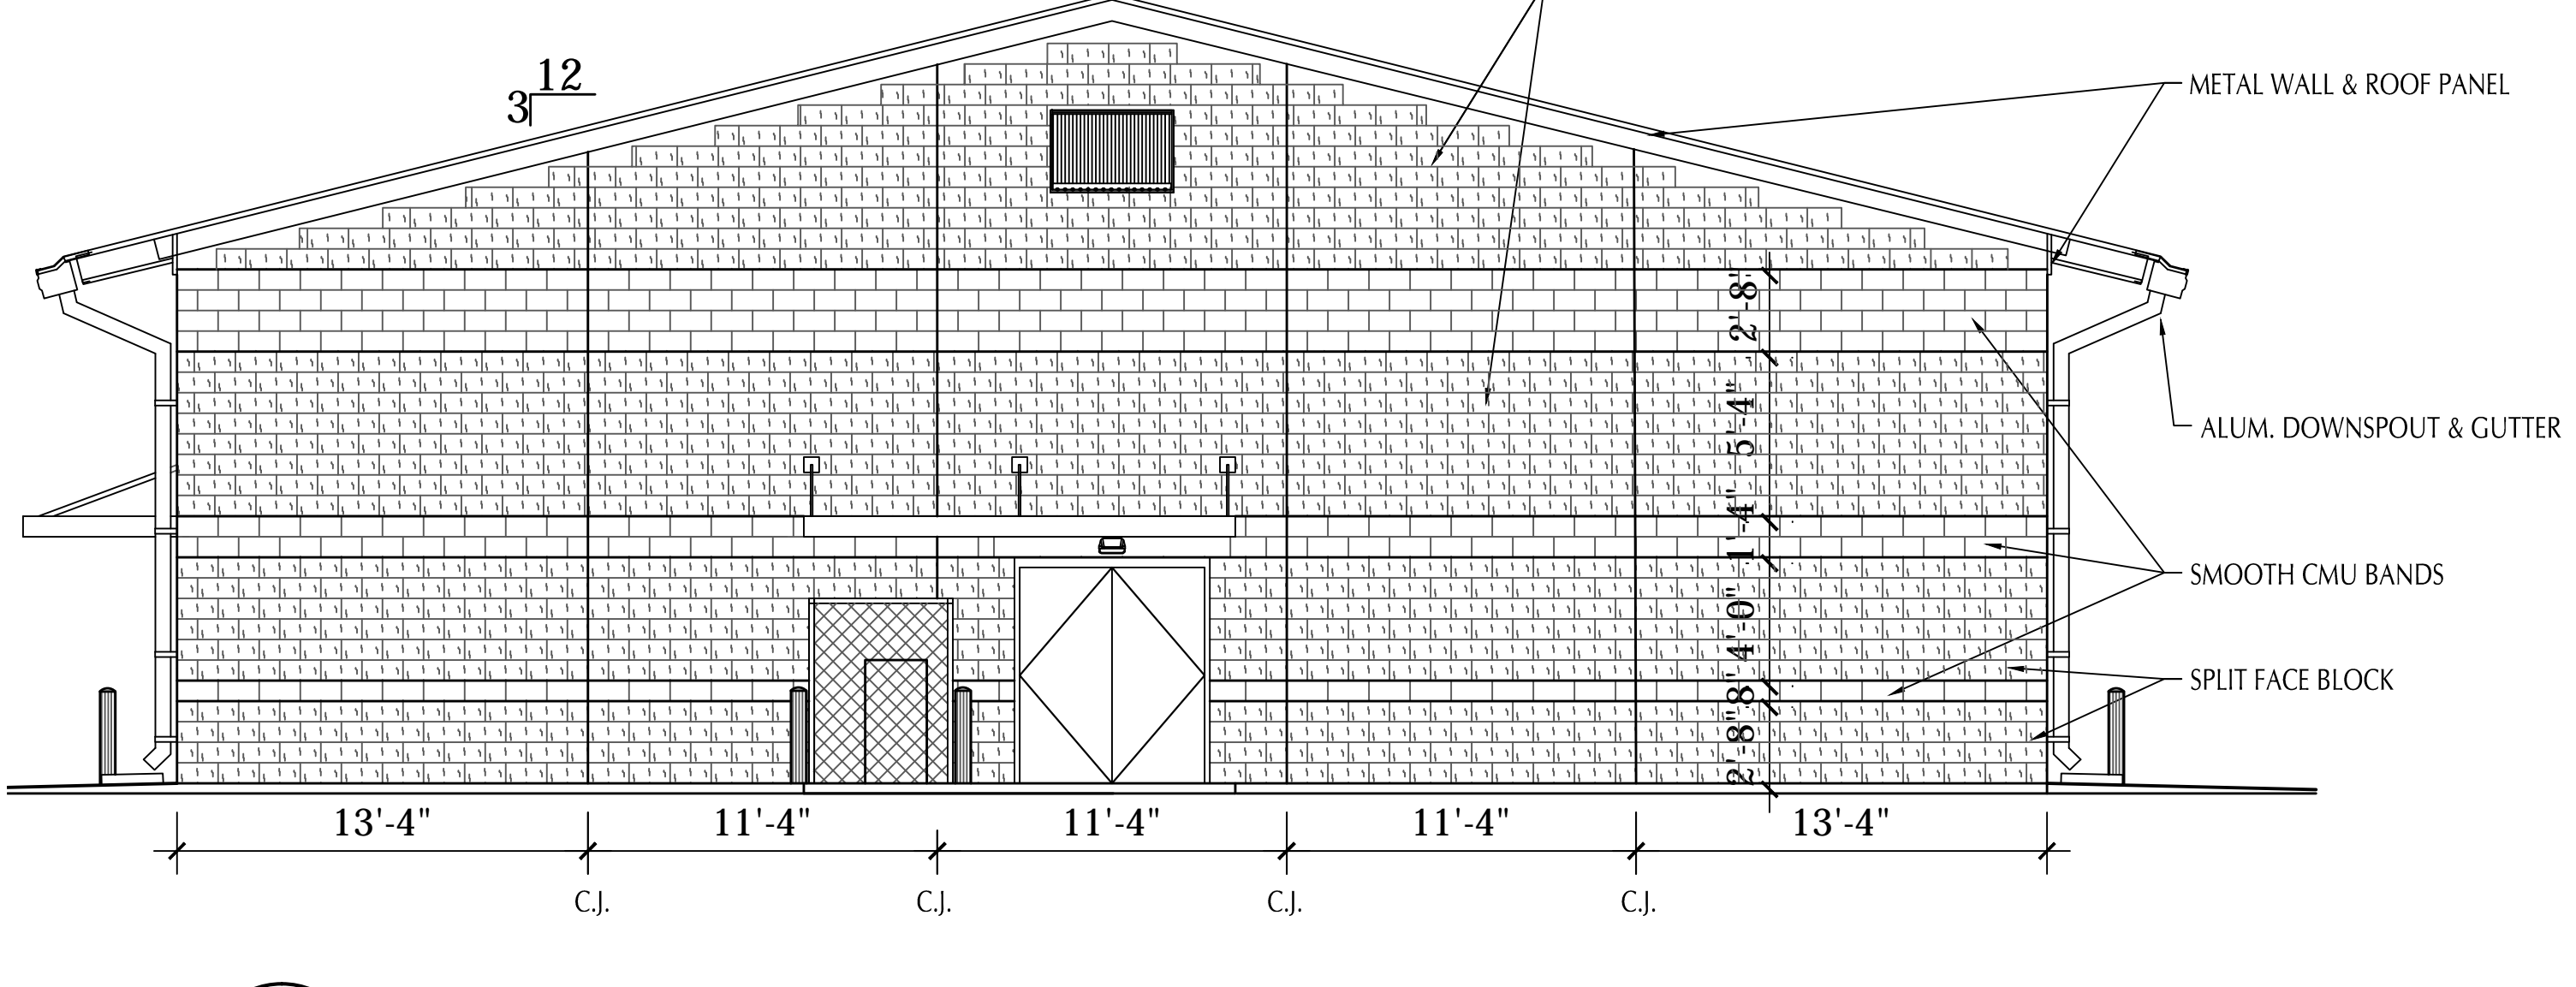 12
3
METAL WALL & ROOF PANEL
2'-8"
ALUM. DOWNSPOUT & GUTTER
5'-4"
1'-4"
SMOOTH CMU BANDS
4'-0"
SPLIT FACE BLOCK
8"
2'-8"
13'-4" 11'-4" 11'-4" 11'-4" 13'-4"
C.J. C.J. C.J. C.J.